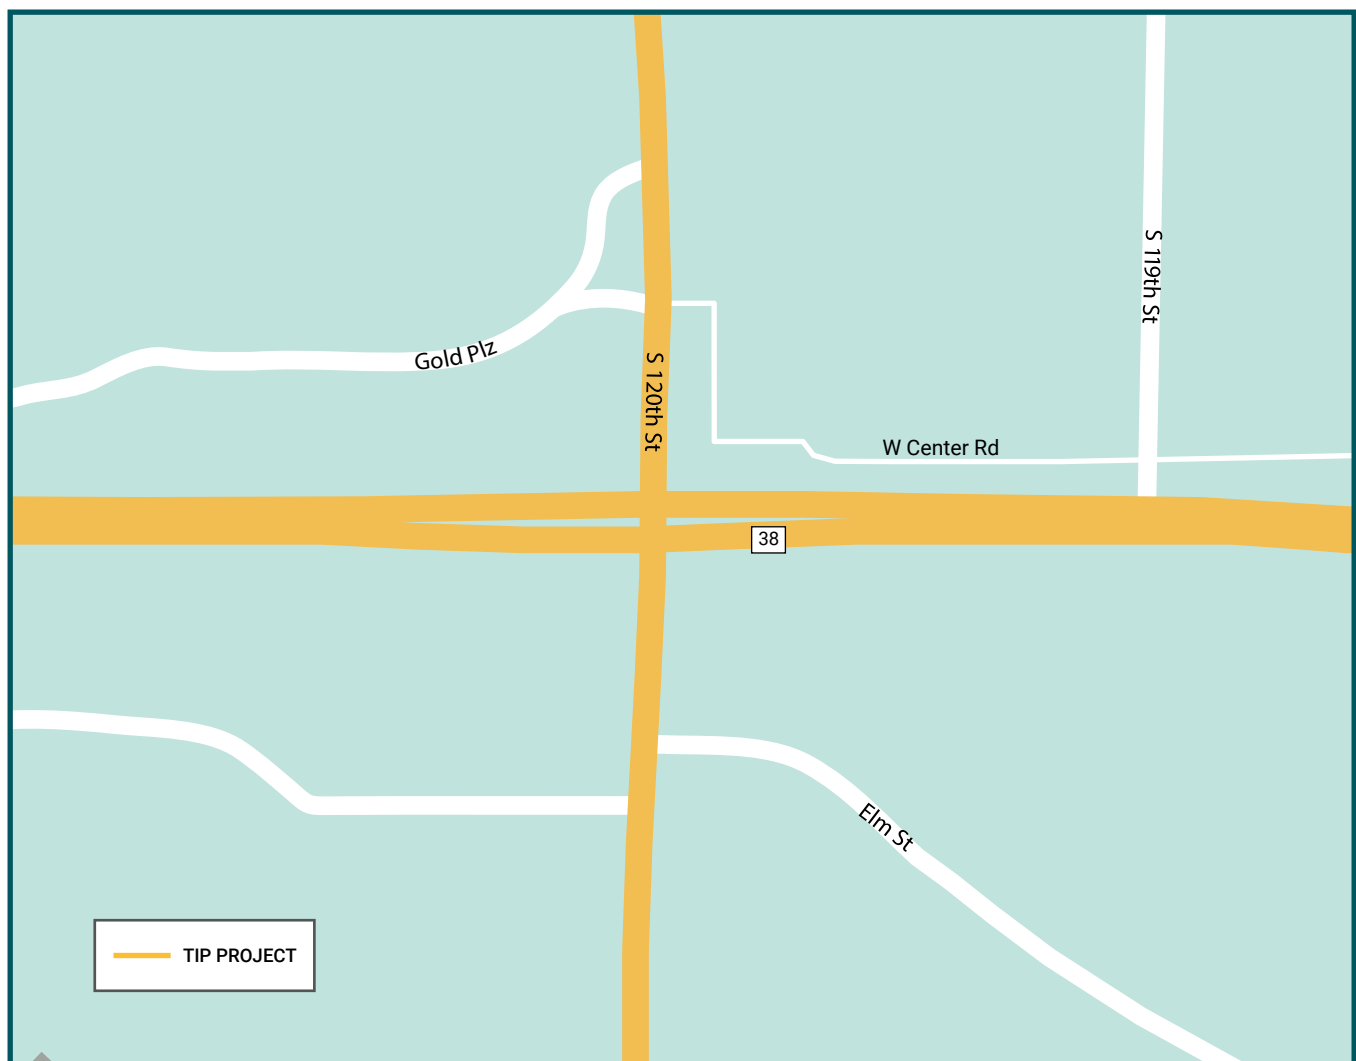 S 119th St
Gold Plz
S 120th St
W Center Rd
38
Elm St
TIP PROJECT